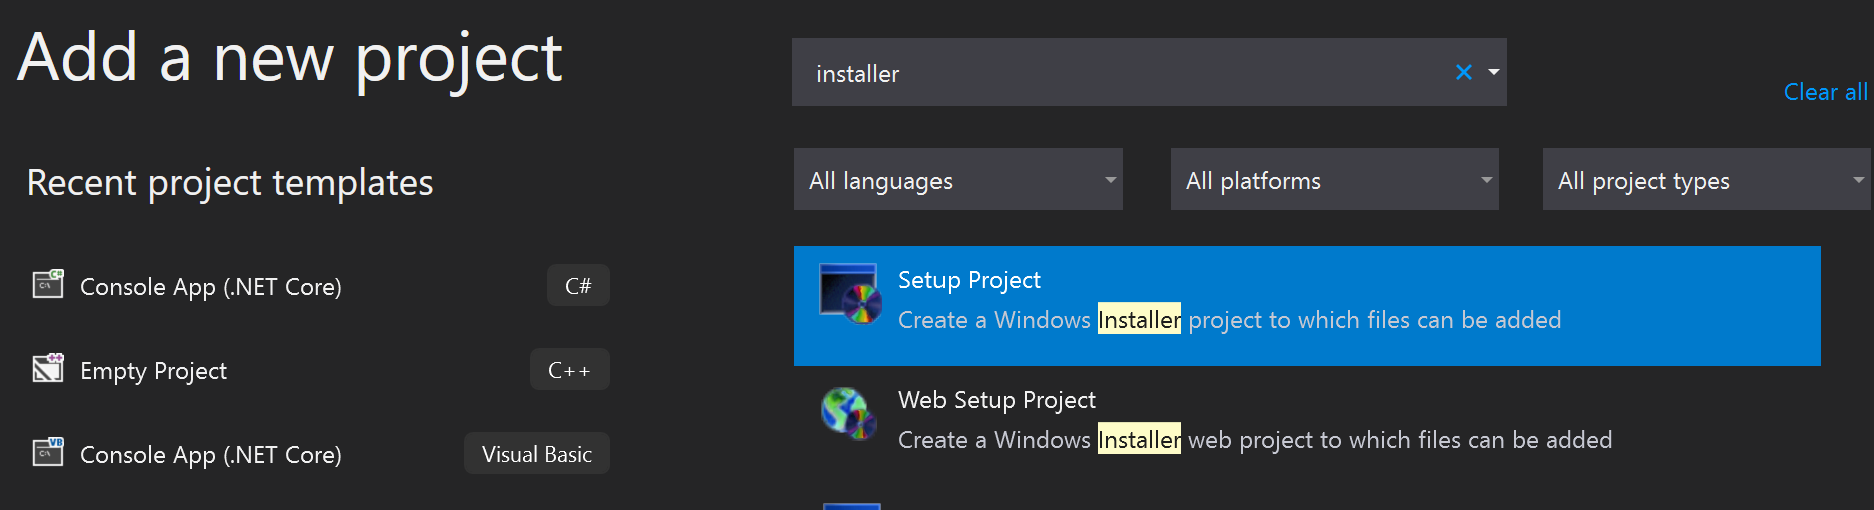 Add a new project
installer
Clear all
Recent project templates
All languages
All platforms
All project types
Console App (.NET Core)
C#
Empty Project
C++
Console App (.NET Core)
Visual Basic
Setup Project
Create a Windows Installer project to which files can be added
Web Setup Project
Create a Windows Installer web project to which files can be added